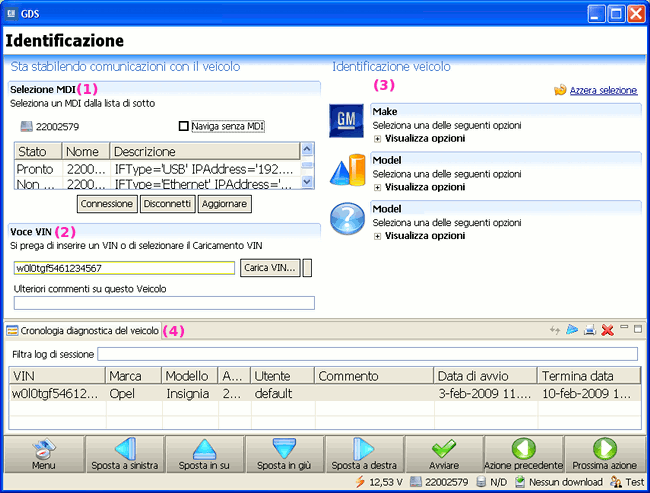 GDS
Identificazione
Sta stabilendo comunicazioni con il veicolo
Selezione MDI (1)
Seleziona un MDI dalla lista di sotto
22002579
Naviga senza MDI
Stato Nome Descrizione
Pronto 2200... IFType='USB' IPAddress='192....
Non ... 2200... IFType='Ethernet' IPAddress='...
Connessione Disconnetti Aggiornare
Voce VIN (2)
Si prega di inserire un VIN o di selezionare il Caricamento VIN
w0l0tgf5461234567
Carica VIN...
Ulteriori commenti su questo Veicolo
Identificazione veicolo
(3)
Azzera selezione
GM
Make
Seleziona una delle seguenti opzioni
Visualizza opzioni
Model
Seleziona una delle seguenti opzioni
Visualizza opzioni
?
Model
Seleziona una delle seguenti opzioni
Visualizza opzioni
Cronologia diagnostica del veicolo (4)
Filtra log di sessione
VIN Marca Modello A... Utente Commento Data di avvio Termina data
w0l0tgf54612... Opel Insignia 2... default 3-feb-2009 11.... 10-feb-2009 1...
Menu Sposta a sinistra Sposta in su Sposta in giù Sposta a destra Avviare Azione precedente Prossima azione
12,53 V 22002579 N/D Nessun download Test